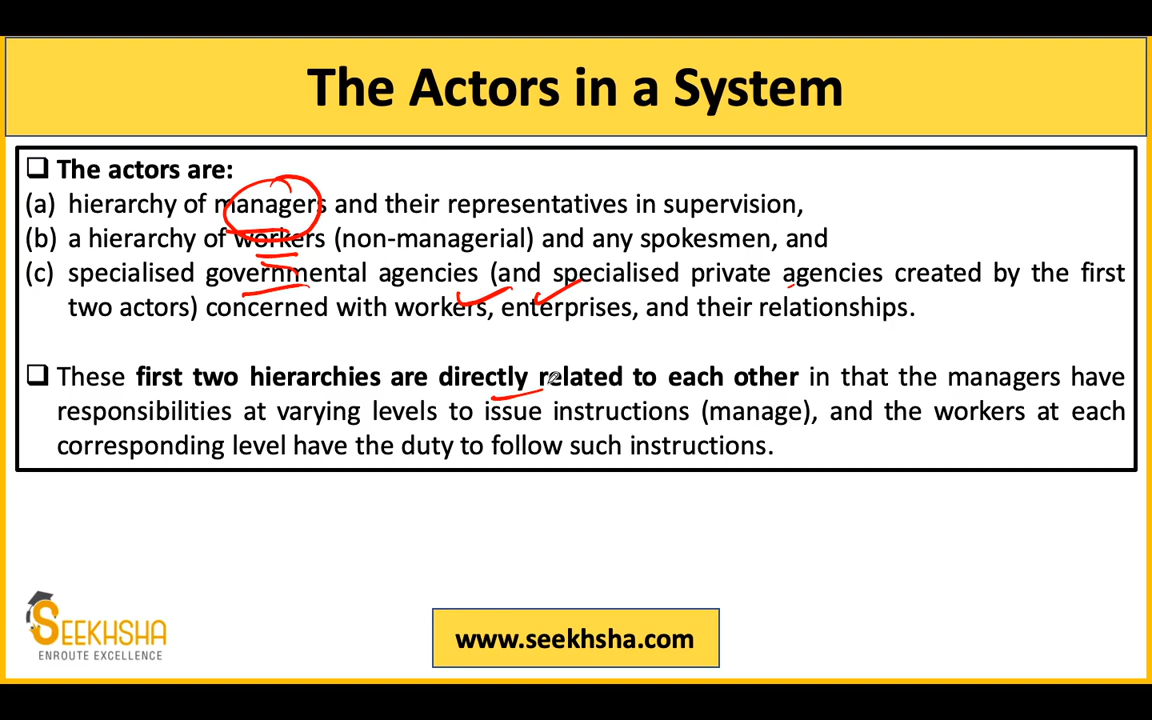 The Actors in a System
❑ The actors are:
(a) hierarchy of managers and their representatives in supervision,
(b) a hierarchy of workers (non-managerial) and any spokesmen, and
(c) specialised governmental agencies (and specialised private agencies created by the first
two actors) concerned with workers, enterprises, and their relationships.
❑ These first two hierarchies are directly related to each other in that the managers have
responsibilities at varying levels to issue instructions (manage), and the workers at each
corresponding level have the duty to follow such instructions.
SEEKHSHA
ENROUTE EXCELLENCE
www.seekhsha.com